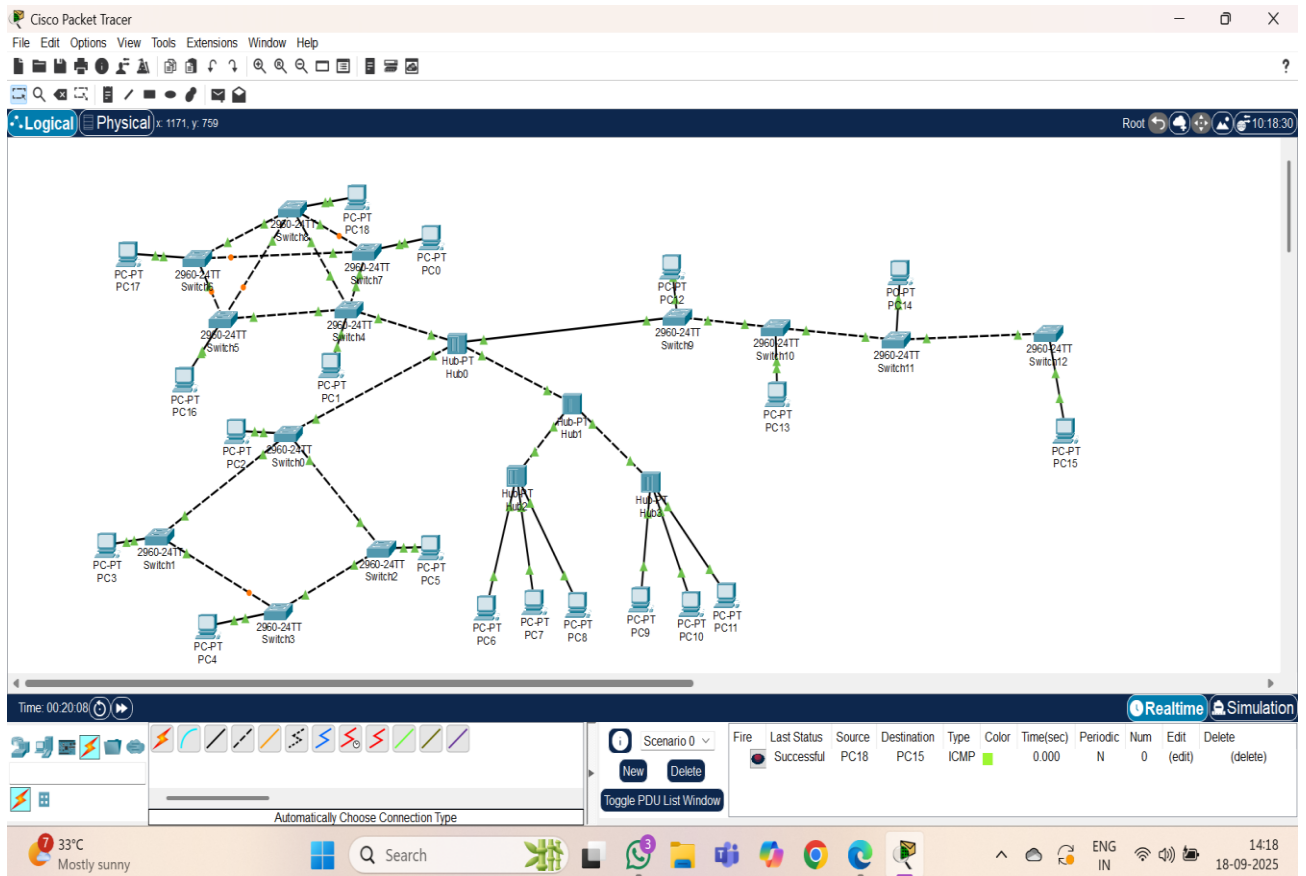 Cisco Packet Tracer
File Edit Options View Tools Extensions Window Help
?
Logical Physical x: 1171, y: 759 Root 10:18:30
PC-PT
PC18
2960-24TT
Switch8
PC-PT
PC0
PC-PT
PC17
2960-24TT
Switch6
2960-24TT
Switch7
PC-PT
PC12
PC-PT
PC14
2960-24TT
Switch5
2960-24TT
Switch4
2960-24TT
Switch9
2960-24TT
Switch10
2960-24TT
Switch11
2960-24TT
Switch12
Hub-PT
Hub0
PC-PT
PC16
PC-PT
PC1
PC-PT
PC13
Hub-PT
Hub1
PC-PT
PC2
2960-24TT
Switch0
PC-PT
PC15
Hub-PT
Hub2
Hub-PT
Hub3
PC-PT
PC3
2960-24TT
Switch1
2960-24TT
Switch2
PC-PT
PC5
2960-24TT
Switch3
PC-PT
PC4
PC-PT
PC6
PC-PT
PC7
PC-PT
PC8
PC-PT
PC9
PC-PT
PC10
PC-PT
PC11
Time: 00:20:08 Realtime Simulation
Scenario 0
New Delete
Toggle PDU List Window
Fire Last Status Source Destination Type Color Time(sec) Periodic Num Edit Delete
Successful PC18 PC15 ICMP 0.000 N 0 (edit) (delete)
Automatically Choose Connection Type
7 33°C
Mostly sunny
Search
3
ENG
IN
14:18
18-09-2025